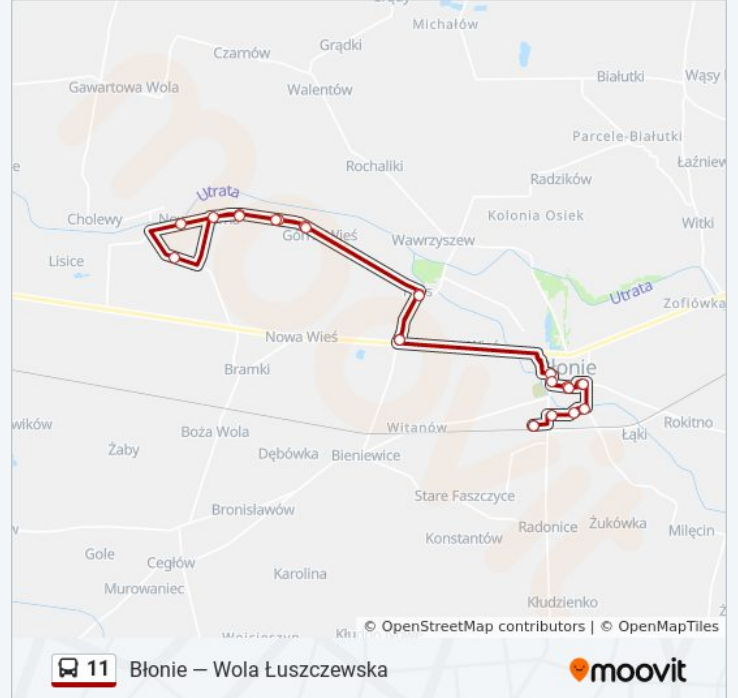 Michałów
Grądki
Czarnów
Białutki
Wąsy
Gawartowa Wola
Walentów
Parcele-Białutki
Rochaliki
Łaźniew
Radzików
Utrata
Kolonia Osiek
Cholewy
Witki
Wieś
Wawrzyszew
Lisice
Utrata
Zofiówka
Nowa Wieś
Błonie
Bramki
Rokitno
Witanów
Boża Wola
Łąki
Żaby
Dębówka
Bieniewice
Stare Faszczyce
Bronisławów
Radonice
Żukówka
Milęcin
Konstantów
Gole
Cegłów
Karolina
Murowaniec
Kłudzienko
© OpenStreetMap contributors | © OpenMapTiles
11
Błonie — Wola Łuszczewska
moovit